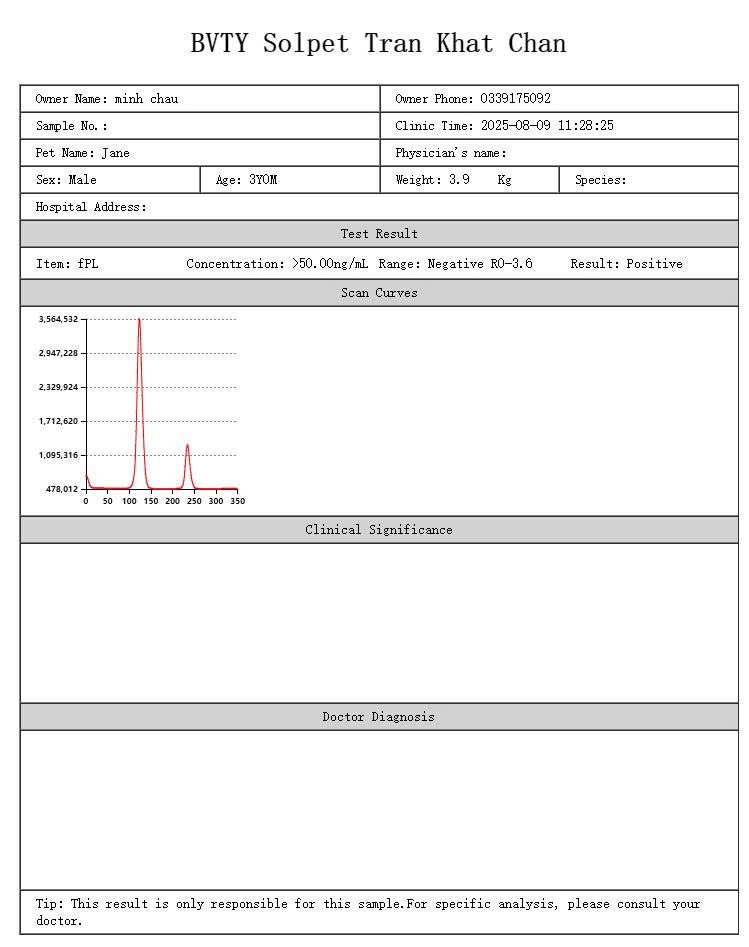 BVTY Solpet Tran Khat Chan
Owner Name: minh chau
Owner Phone: 0339175092
Sample No.:
Clinic Time: 2025-08-09 11:28:25
Pet Name: Jane
Physician's name:
Sex: Male
Age: 3Y0M
Weight: 3.9 Kg
Species:
Hospital Address:
Test Result
Item: fPL Concentration: >50.00ng/mL Range: Negative R0-3.6 Result: Positive
Scan Curves
3,564,532
2,947,228
2,329,924
1,712,620
1,095,316
478,012
0 50 100 150 200 250 300 350
Clinical Significance
Doctor Diagnosis
Tip: This result is only responsible for this sample.For specific analysis, please consult your
doctor.